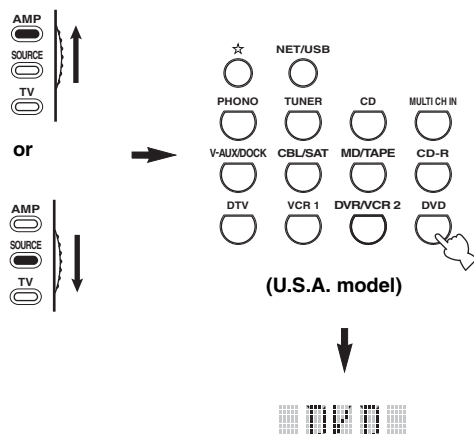 AMP
SOURCE
TV
or
AMP
SOURCE
TV
☆ NET/USB
PHONO TUNER CD MULTI CH IN
V-AUX/DOCK CBL/SAT MD/TAPE CD-R
DTV VCR 1 DVR/VCR 2 DVD
(U.S.A. model)
DVD